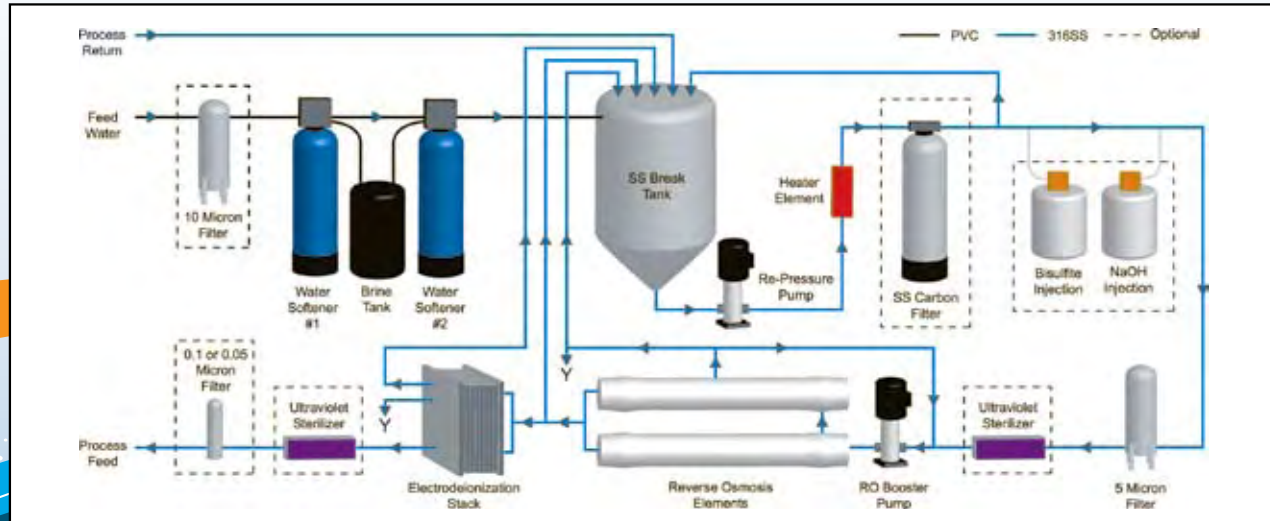 Process
Return
PVC
316SS
Optional
Feed
Water
10 Micron
Filter
Water
Softener
#1
Brine
Tank
Water
Softener
#2
SS Break
Tank
Re-Pressure
Pump
Heater
Element
SS Carbon
Filter
Bisulfite
Injection
NaOH
Injection
0.1 or 0.05
Micron
Filter
Ultraviolet
Sterilizer
Process
Feed
Y
Electrodeionization
Stack
Y
Reverse Osmosis
Elements
RO Booster
Pump
Ultraviolet
Sterilizer
5 Micron
Filter